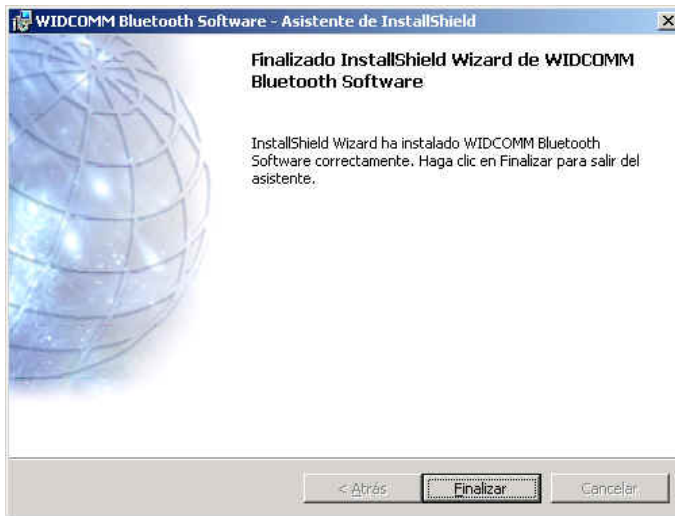 WIDCOMM Bluetooth Software - Asistente de InstallShield
Finalizado InstallShield Wizard de WIDCOMM
Bluetooth Software
InstallShield Wizard ha instalado WIDCOMM Bluetooth
Software correctamente. Haga clic en Finalizar para salir del
asistente.
< Atrás
Finalizar
Cancelar